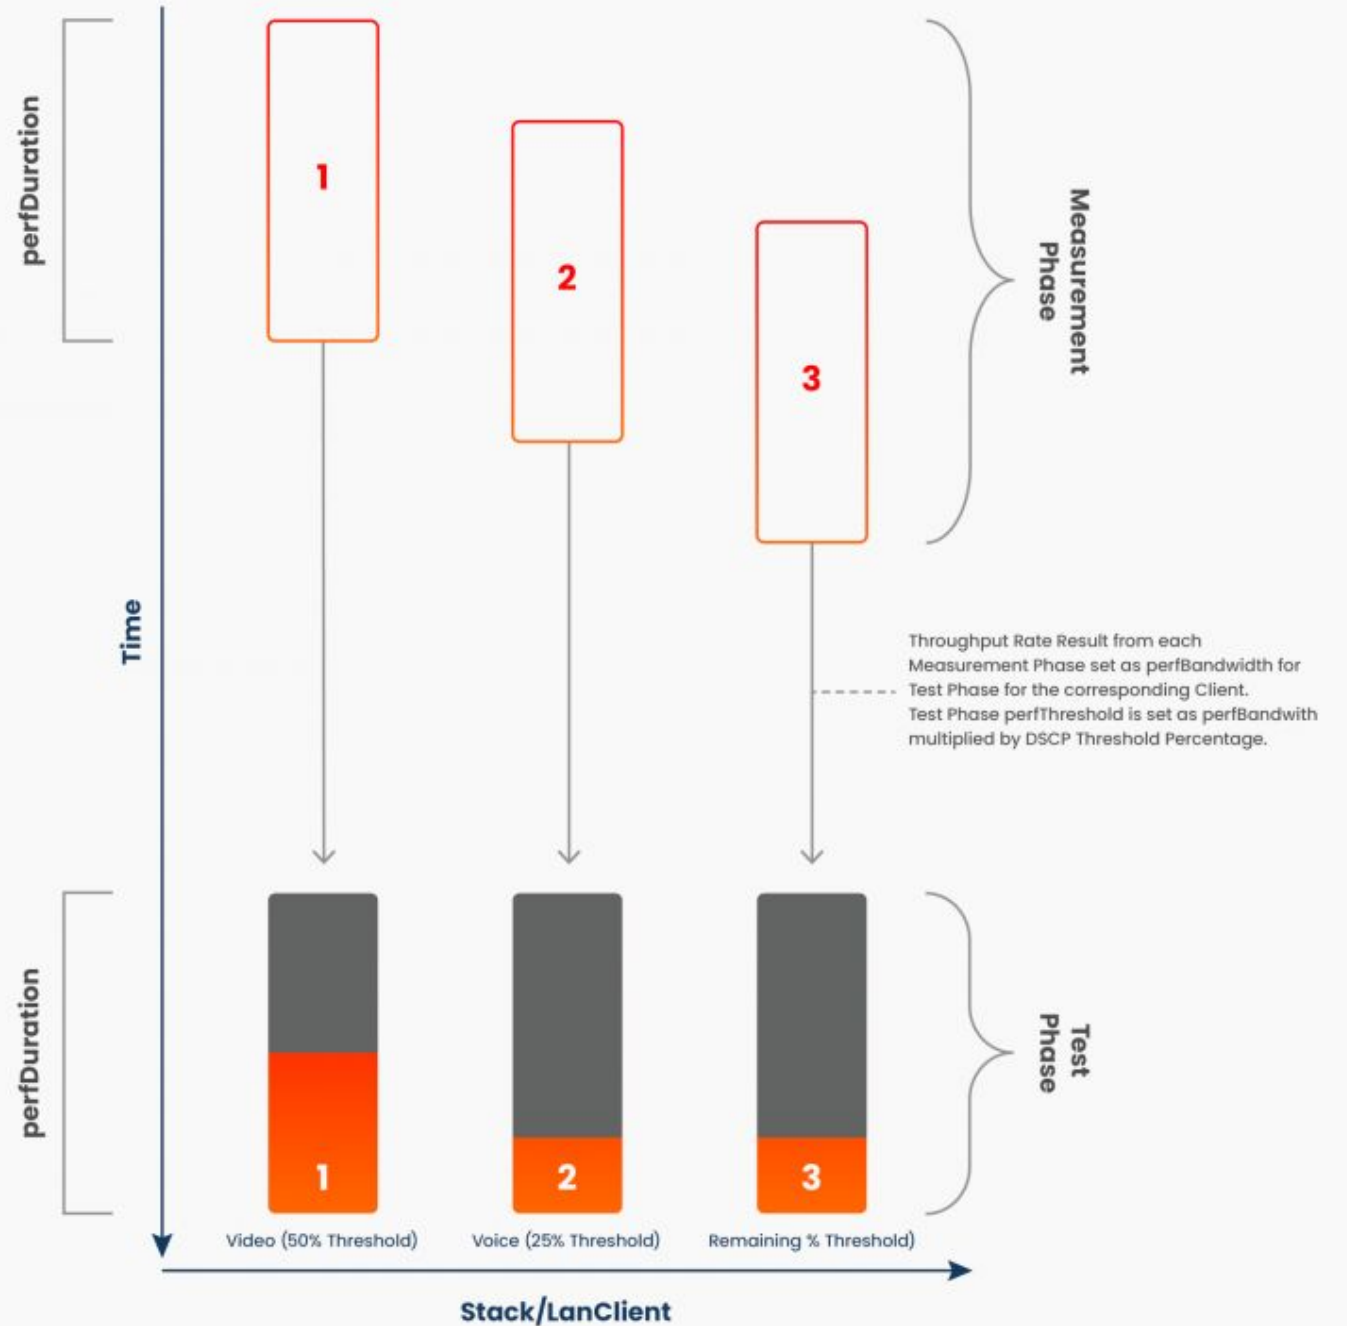 perfDuration
1
2
3
Measurement
Phase
Time
Throughput Rate Result from each
Measurement Phase set as perfBandwidth for
Test Phase for the corresponding Client.
Test Phase perfThreshold is set as perfBandwith
multiplied by DSCP Threshold Percentage.
perfDuration
1
2
3
Test
Phase
Video (50% Threshold)
Voice (25% Threshold)
Remaining % Threshold)
Stack/LanClient